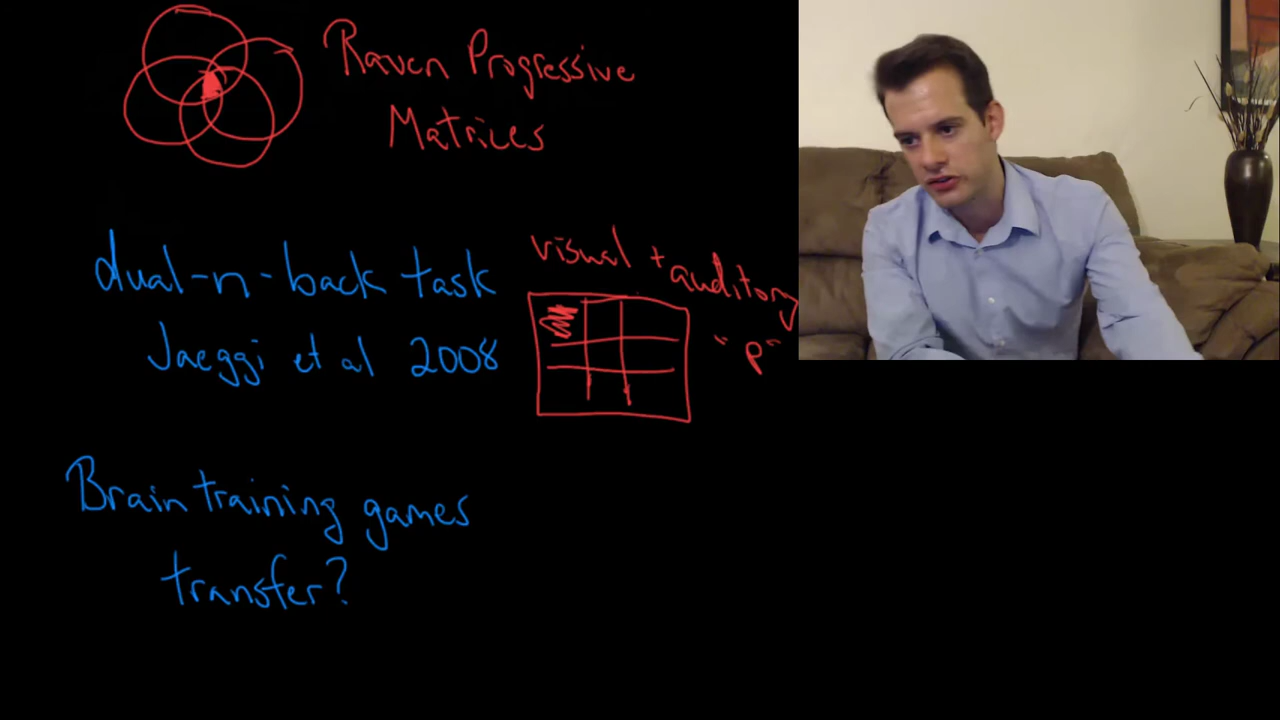 Raven Progressive
Matrices
dual-n-back task
visual + auditory
Jaeggi et al 2008
"P"
Brain training games
transfer?